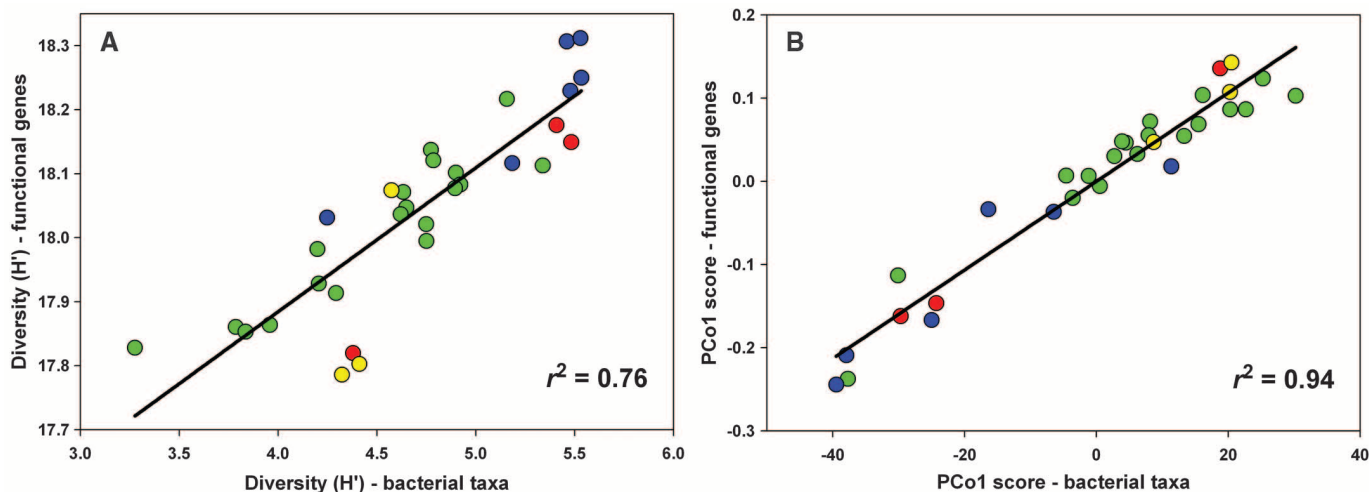 A
Diversity (H') - functional genes
18.3
18.2
18.1
18.0
17.9
17.8
17.7
3.0 3.5 4.0 4.5 5.0 5.5 6.0
Diversity (H') - bacterial taxa
r² = 0.76
B
PCo1 score - functional genes
0.2
0.1
0.0
-0.1
-0.2
-0.3
-40 -20 0 20 40
PCo1 score - bacterial taxa
r² = 0.94